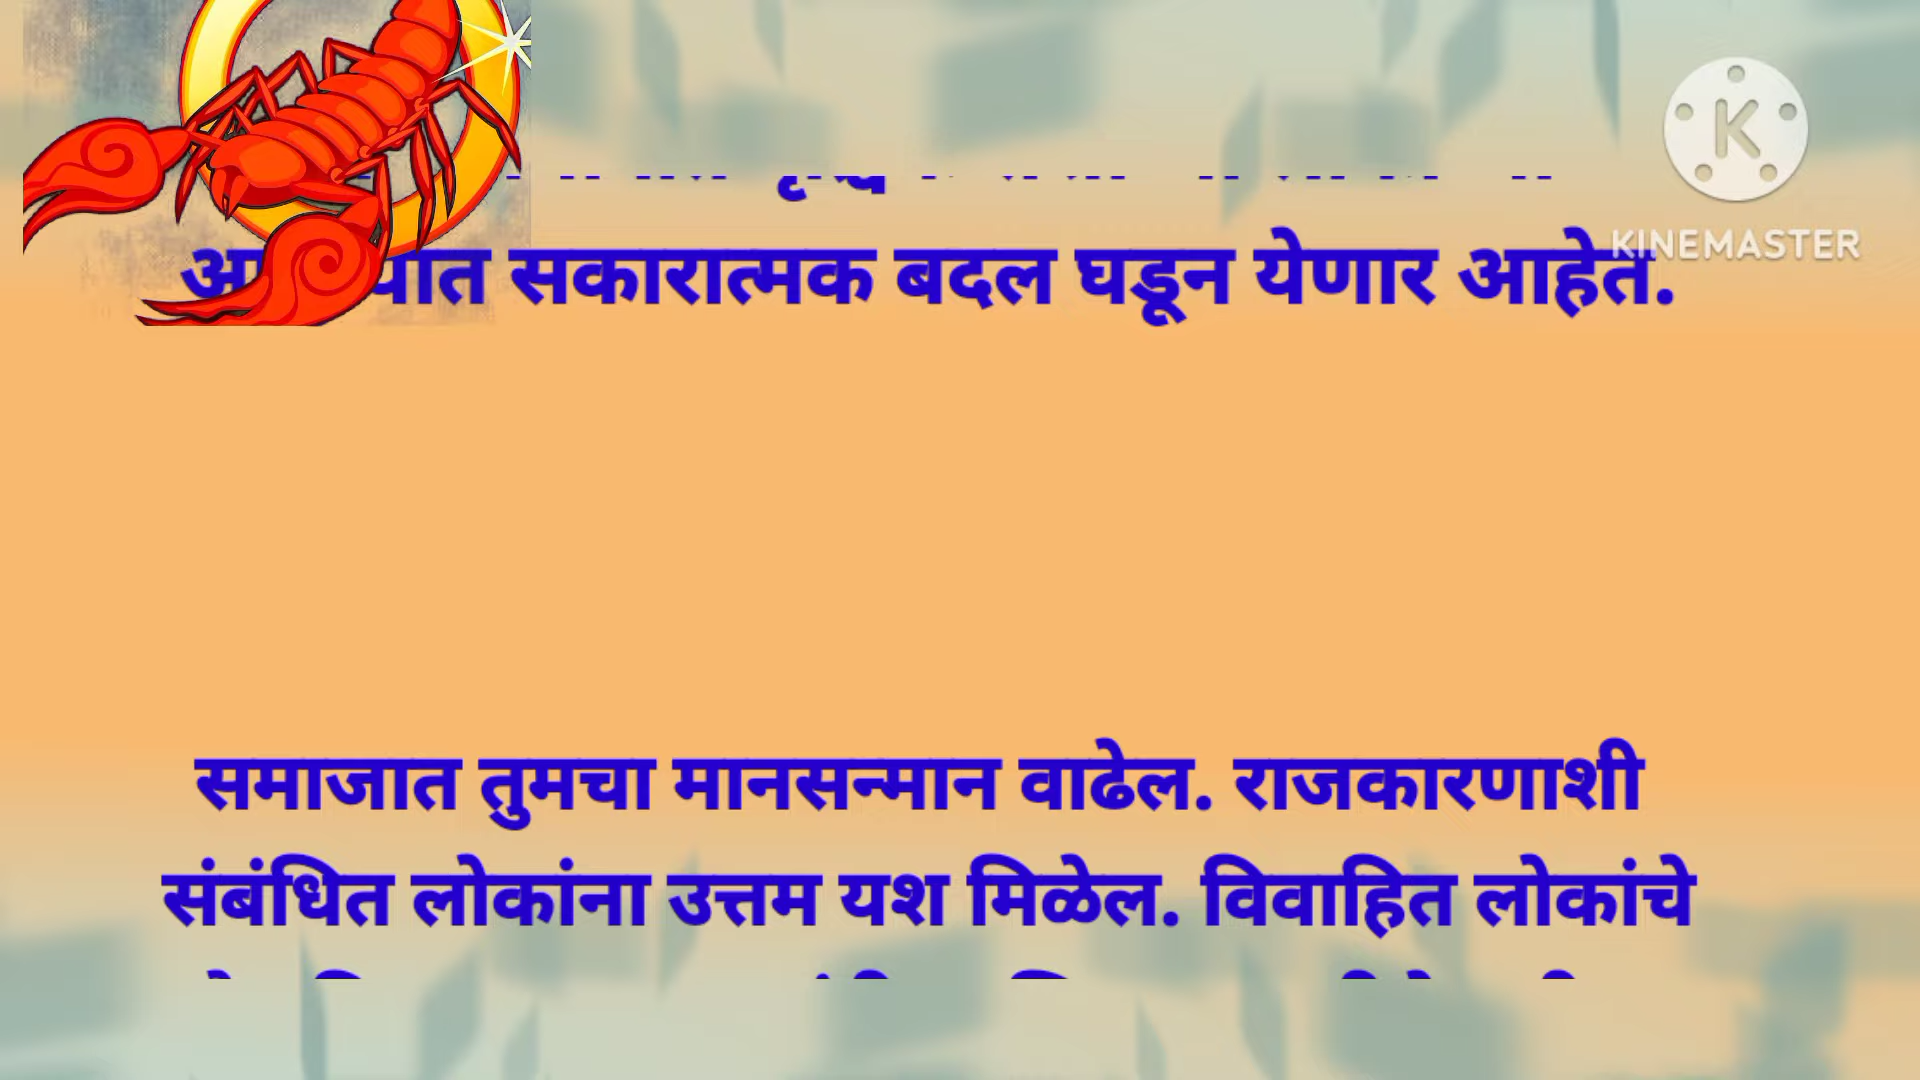 सकारात्मक बदल घडून येणार आहेत.
KINEMASTER
समाजात तुमचा मानसन्मान वाढेल. राजकारणाशी
संबंधित लोकांना उत्तम यश मिळेल. विवाहित लोकांचे